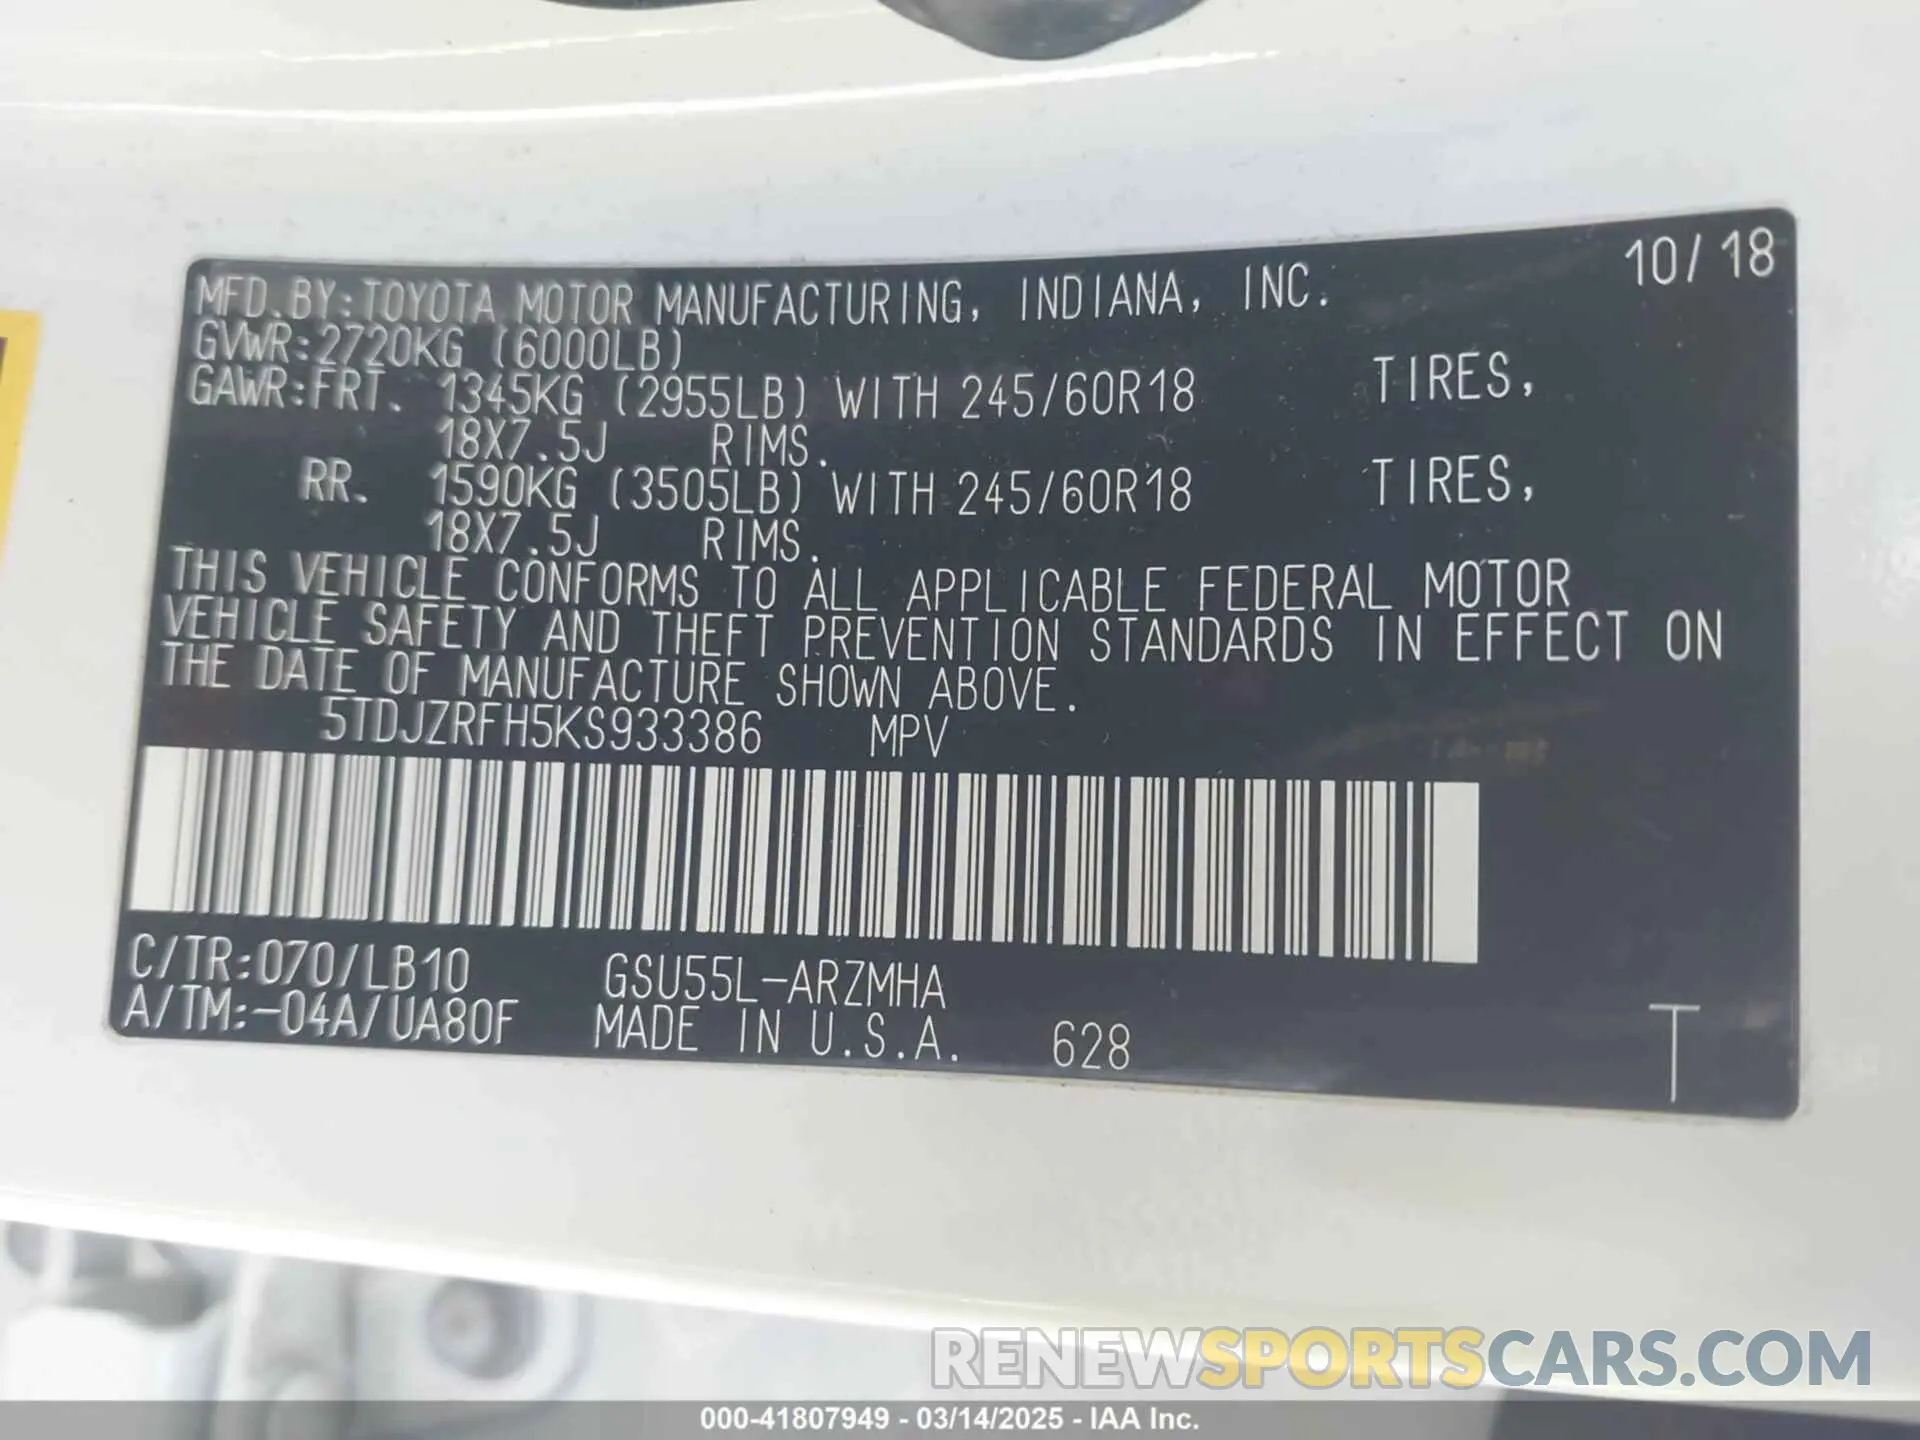 10/18
MFD.BY:TOYOTA MOTOR MANUFACTURING, INDIANA, INC.
GVWR:2720KG (6000LB)
GAWR:FRT. 1345KG (2955LB) WITH 245/60R18 TIRES,
18X7.5J RIMS.
RR. 1590KG (3505LB) WITH 245/60R18 TIRES,
18X7.5J RIMS.
THIS VEHICLE CONFORMS TO ALL APPLICABLE FEDERAL MOTOR
VEHICLE SAFETY AND THEFT PREVENTION STANDARDS IN EFFECT ON
THE DATE OF MANUFACTURE SHOWN ABOVE.
5TDJZRFH5KS933386 MPV
C/TR:070/LB10 GSU55L-ARZMHA
A/TM:-04A/UA80F MADE IN U.S.A. 628
T
RENEWSPORTSCARS.COM
000-41807949 - 03/14/2025 - IAA Inc.